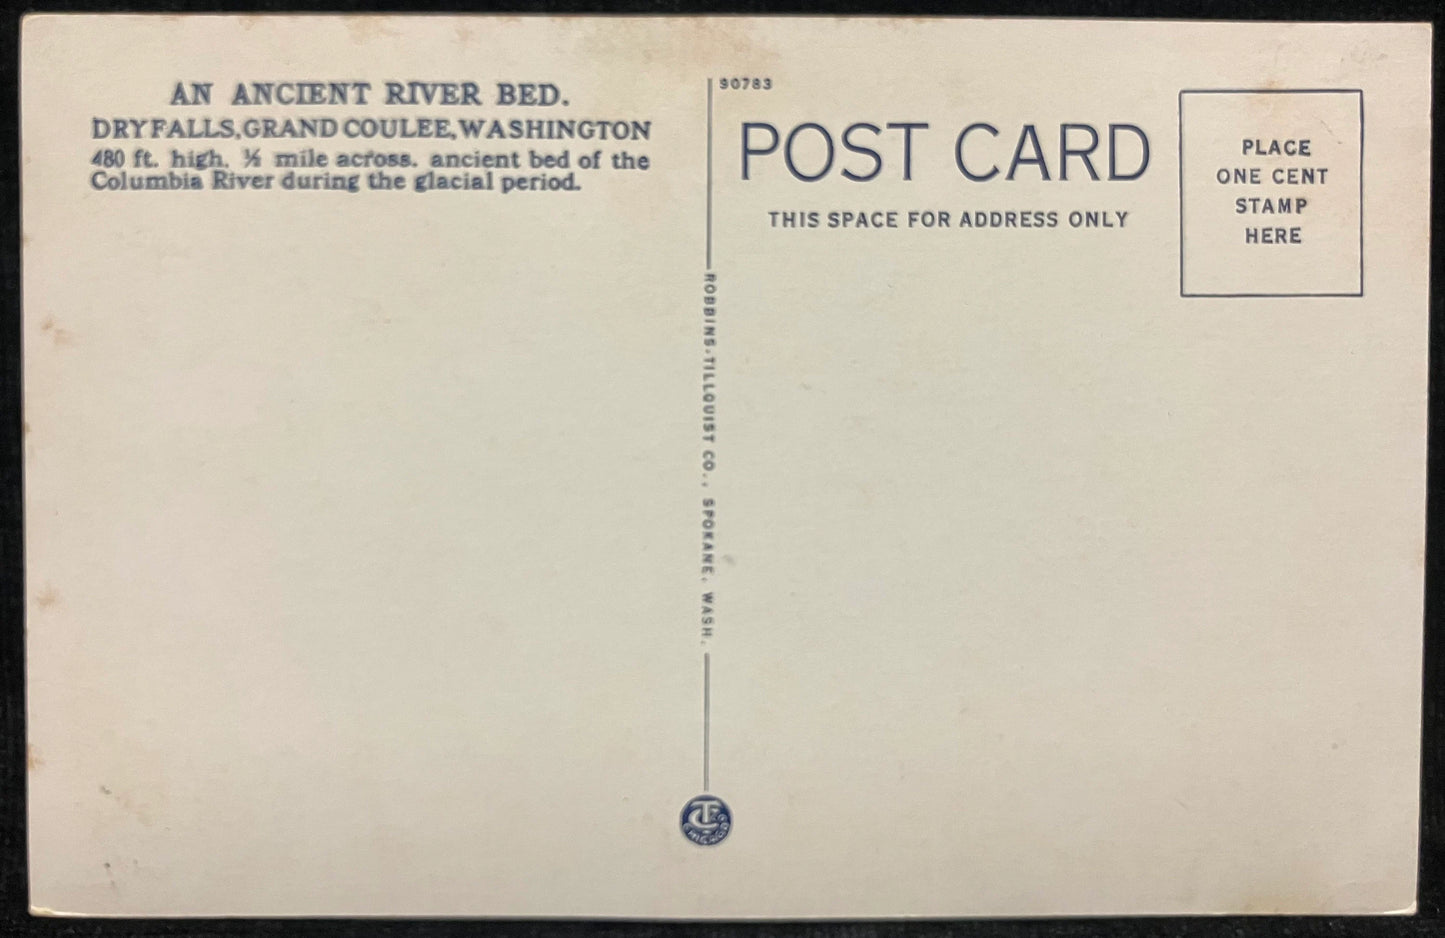 AN ANCIENT RIVER BED.
DRY FALLS, GRAND COULEE, WASHINGTON
480 ft. high, ½ mile across. ancient bed of the
Columbia River during the glacial period.
90783
POST CARD
THIS SPACE FOR ADDRESS ONLY
PLACE
ONE CENT
STAMP
HERE
ROBBINS-TILLQUIST CO., SPOKANE, WASH.
CT
CHICAGO